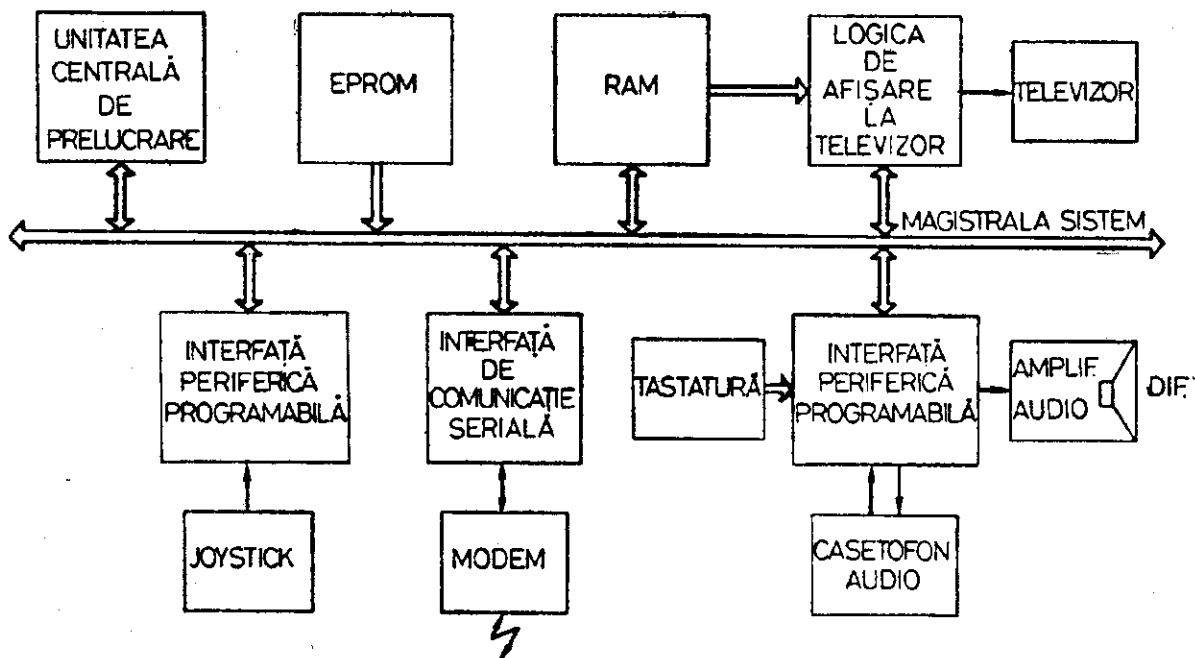 UNITATEA
CENTRALĂ
DE
PRELUCRARE
EPROM
RAM
LOGICA
DE
AFIȘARE
LA
TELEVIZOR
TELEVIZOR
MAGISTRALA SISTEM
INTERFAȚĂ
PERIFERICĂ
PROGRAMABILĂ
INTERFAȚĂ
DE
COMUNICAȚIE
SERIALĂ
TASTATURĂ
INTERFAȚĂ
PERIFERICĂ
PROGRAMABILĂ
AMPLIF.
AUDIO
DIF.
JOYSTICK
MODEM
CASETOFON
AUDIO